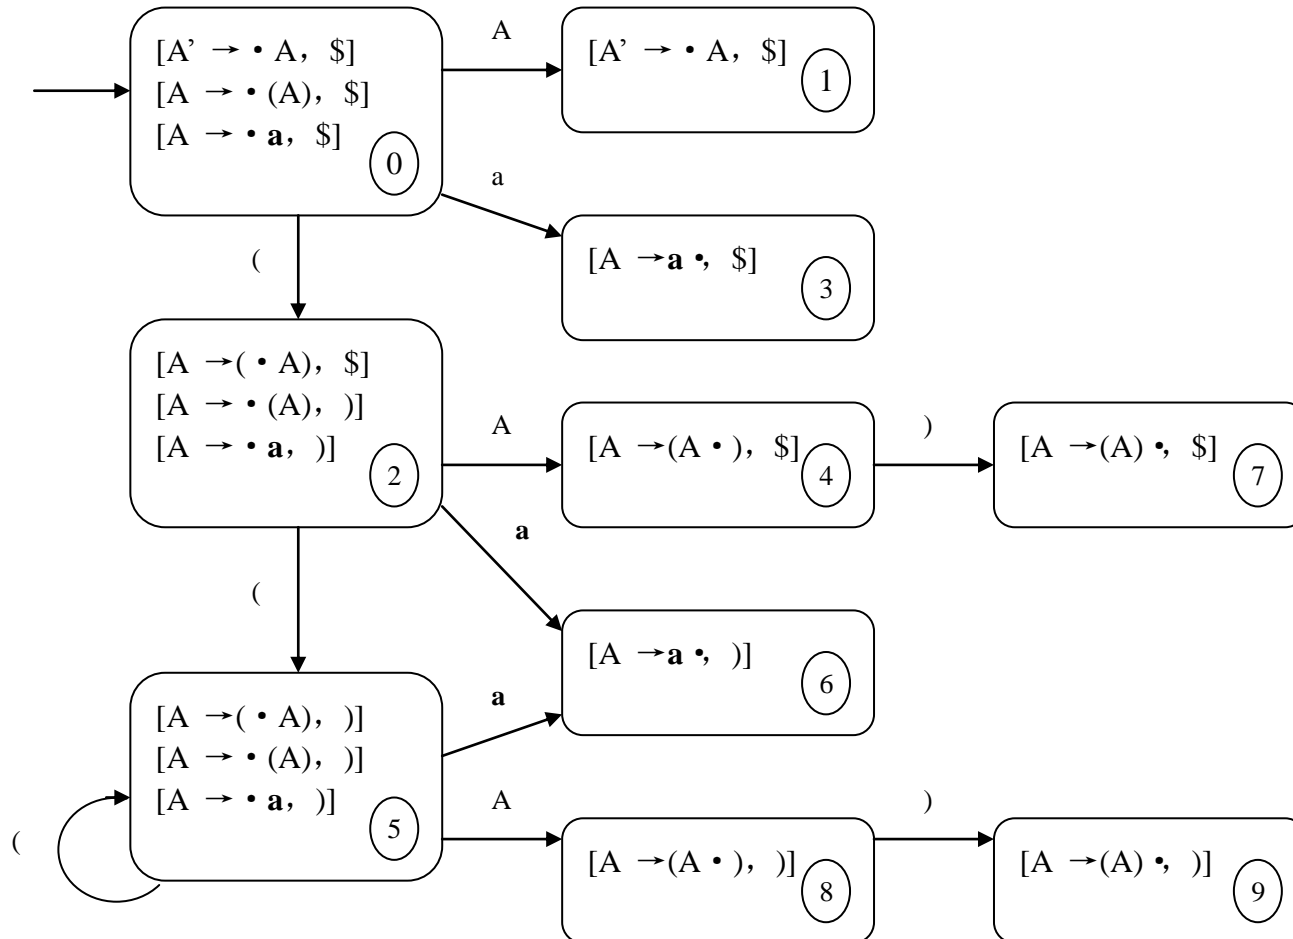 [A’ → • A, $]
[A → • (A), $]
[A → • a, $]
0
A
[A’ → • A, $]
1
a
[A → a •, $]
3
(
[A → ( • A), $]
[A → • (A), )]
[A → • a, )]
2
A
[A → (A • ), $]
4
)
[A → (A) •, $]
7
a
(
[A → a •, )]
6
[A → ( • A), )]
[A → • (A), )]
[A → • a, )]
5
a
(
A
[A → (A • ), )]
8
)
[A → (A) •, )]
9